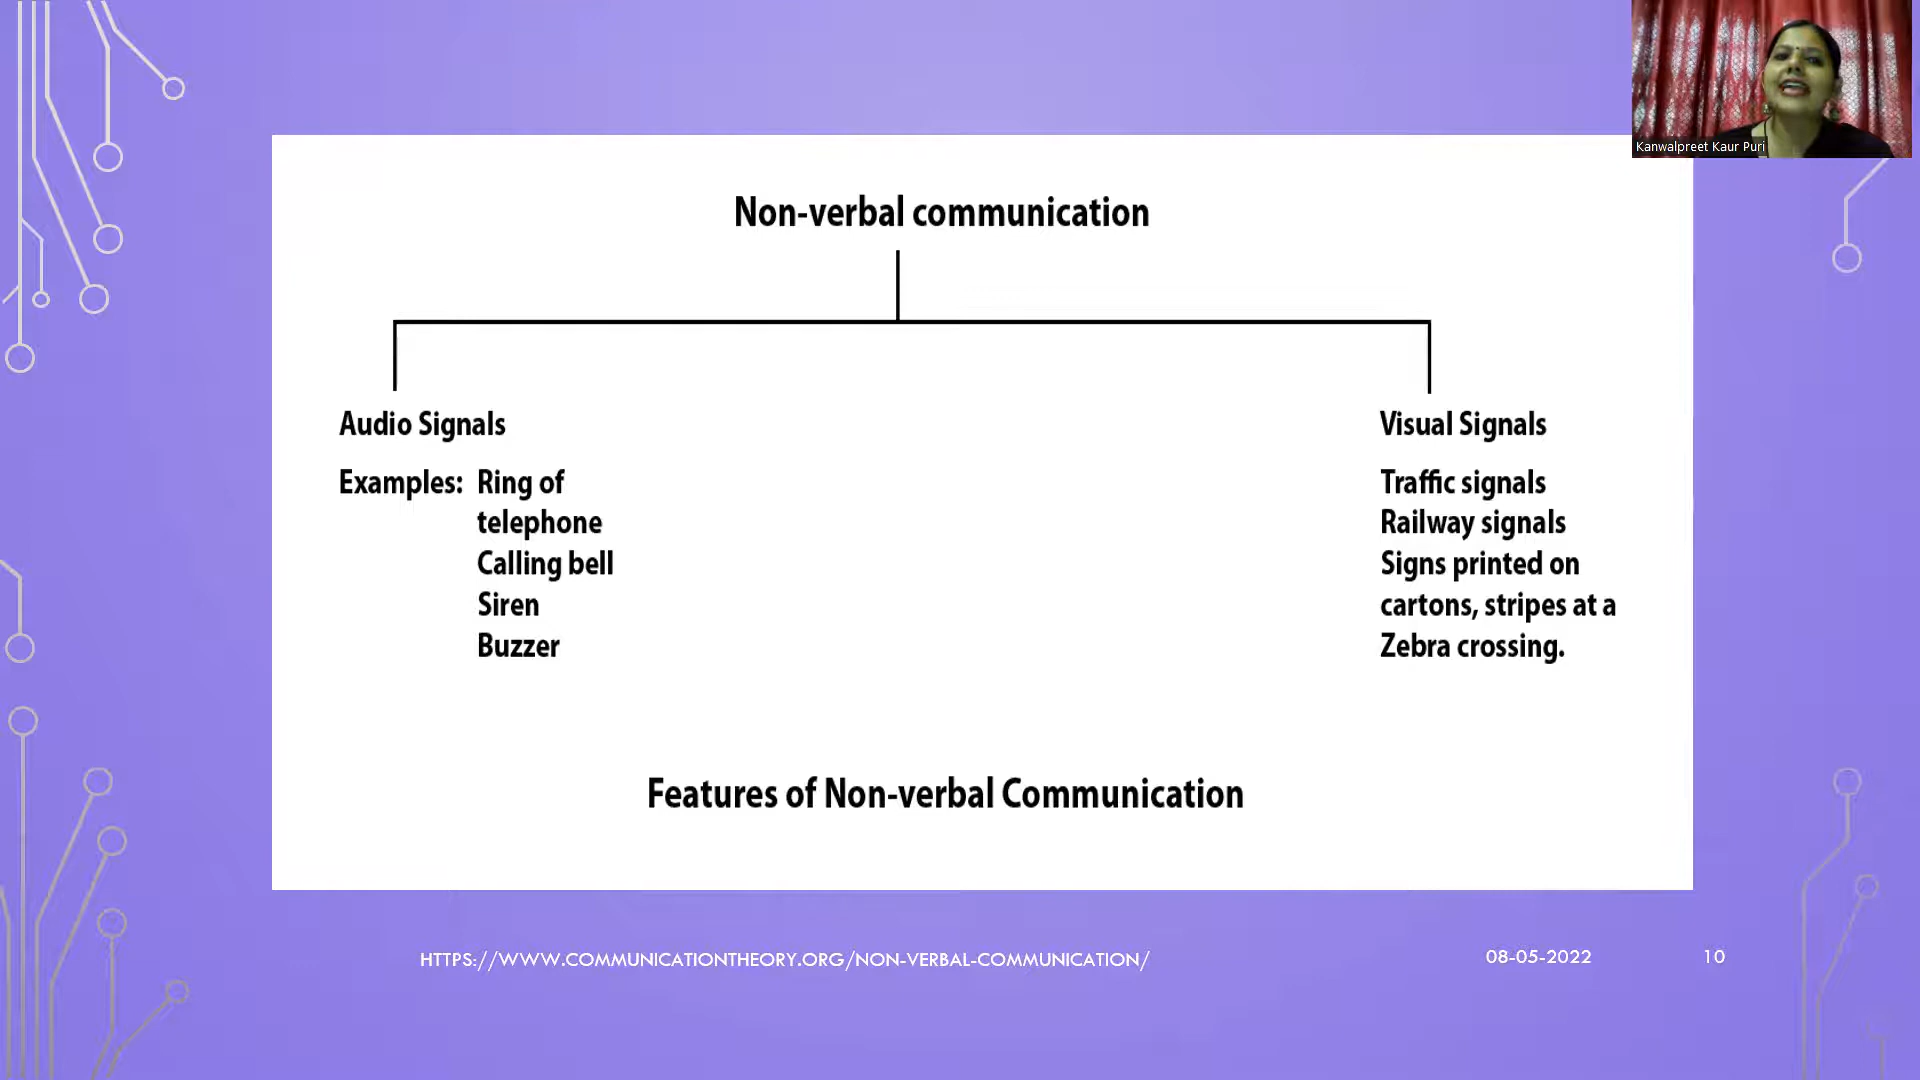 Kanwalpreet Kaur Puri
Non-verbal communication
Audio Signals
Examples: Ring of
telephone
Calling bell
Siren
Buzzer
Visual Signals
Traffic signals
Railway signals
Signs printed on
cartons, stripes at a
Zebra crossing.
Features of Non-verbal Communication
HTTPS://WWW.COMMUNICATIONTHEORY.ORG/NON-VERBAL-COMMUNICATION/
08-05-2022
10